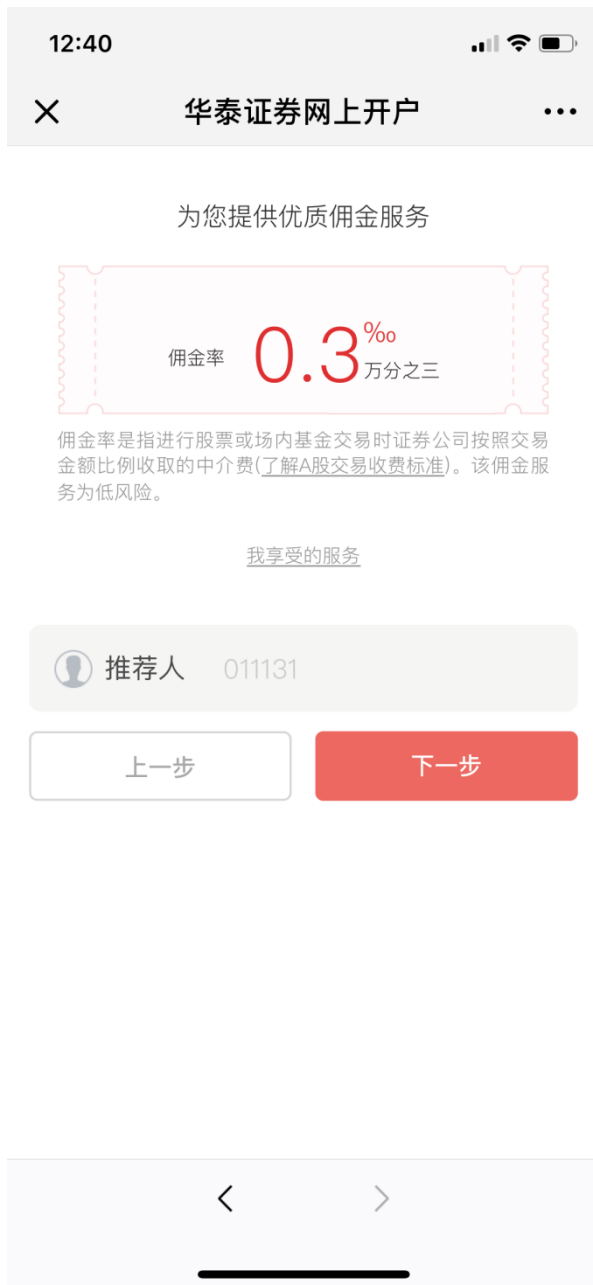 12:40
华泰证券网上开户
为您提供优质佣金服务
佣金率 0.3‰
万分之三
佣金率是指进行股票或场内基金交易时证券公司按照交易
金额比例收取的中介费(了解A股交易收费标准)。该佣金服
务为低风险。
我享受的服务
推荐人 011131
上一步 下一步